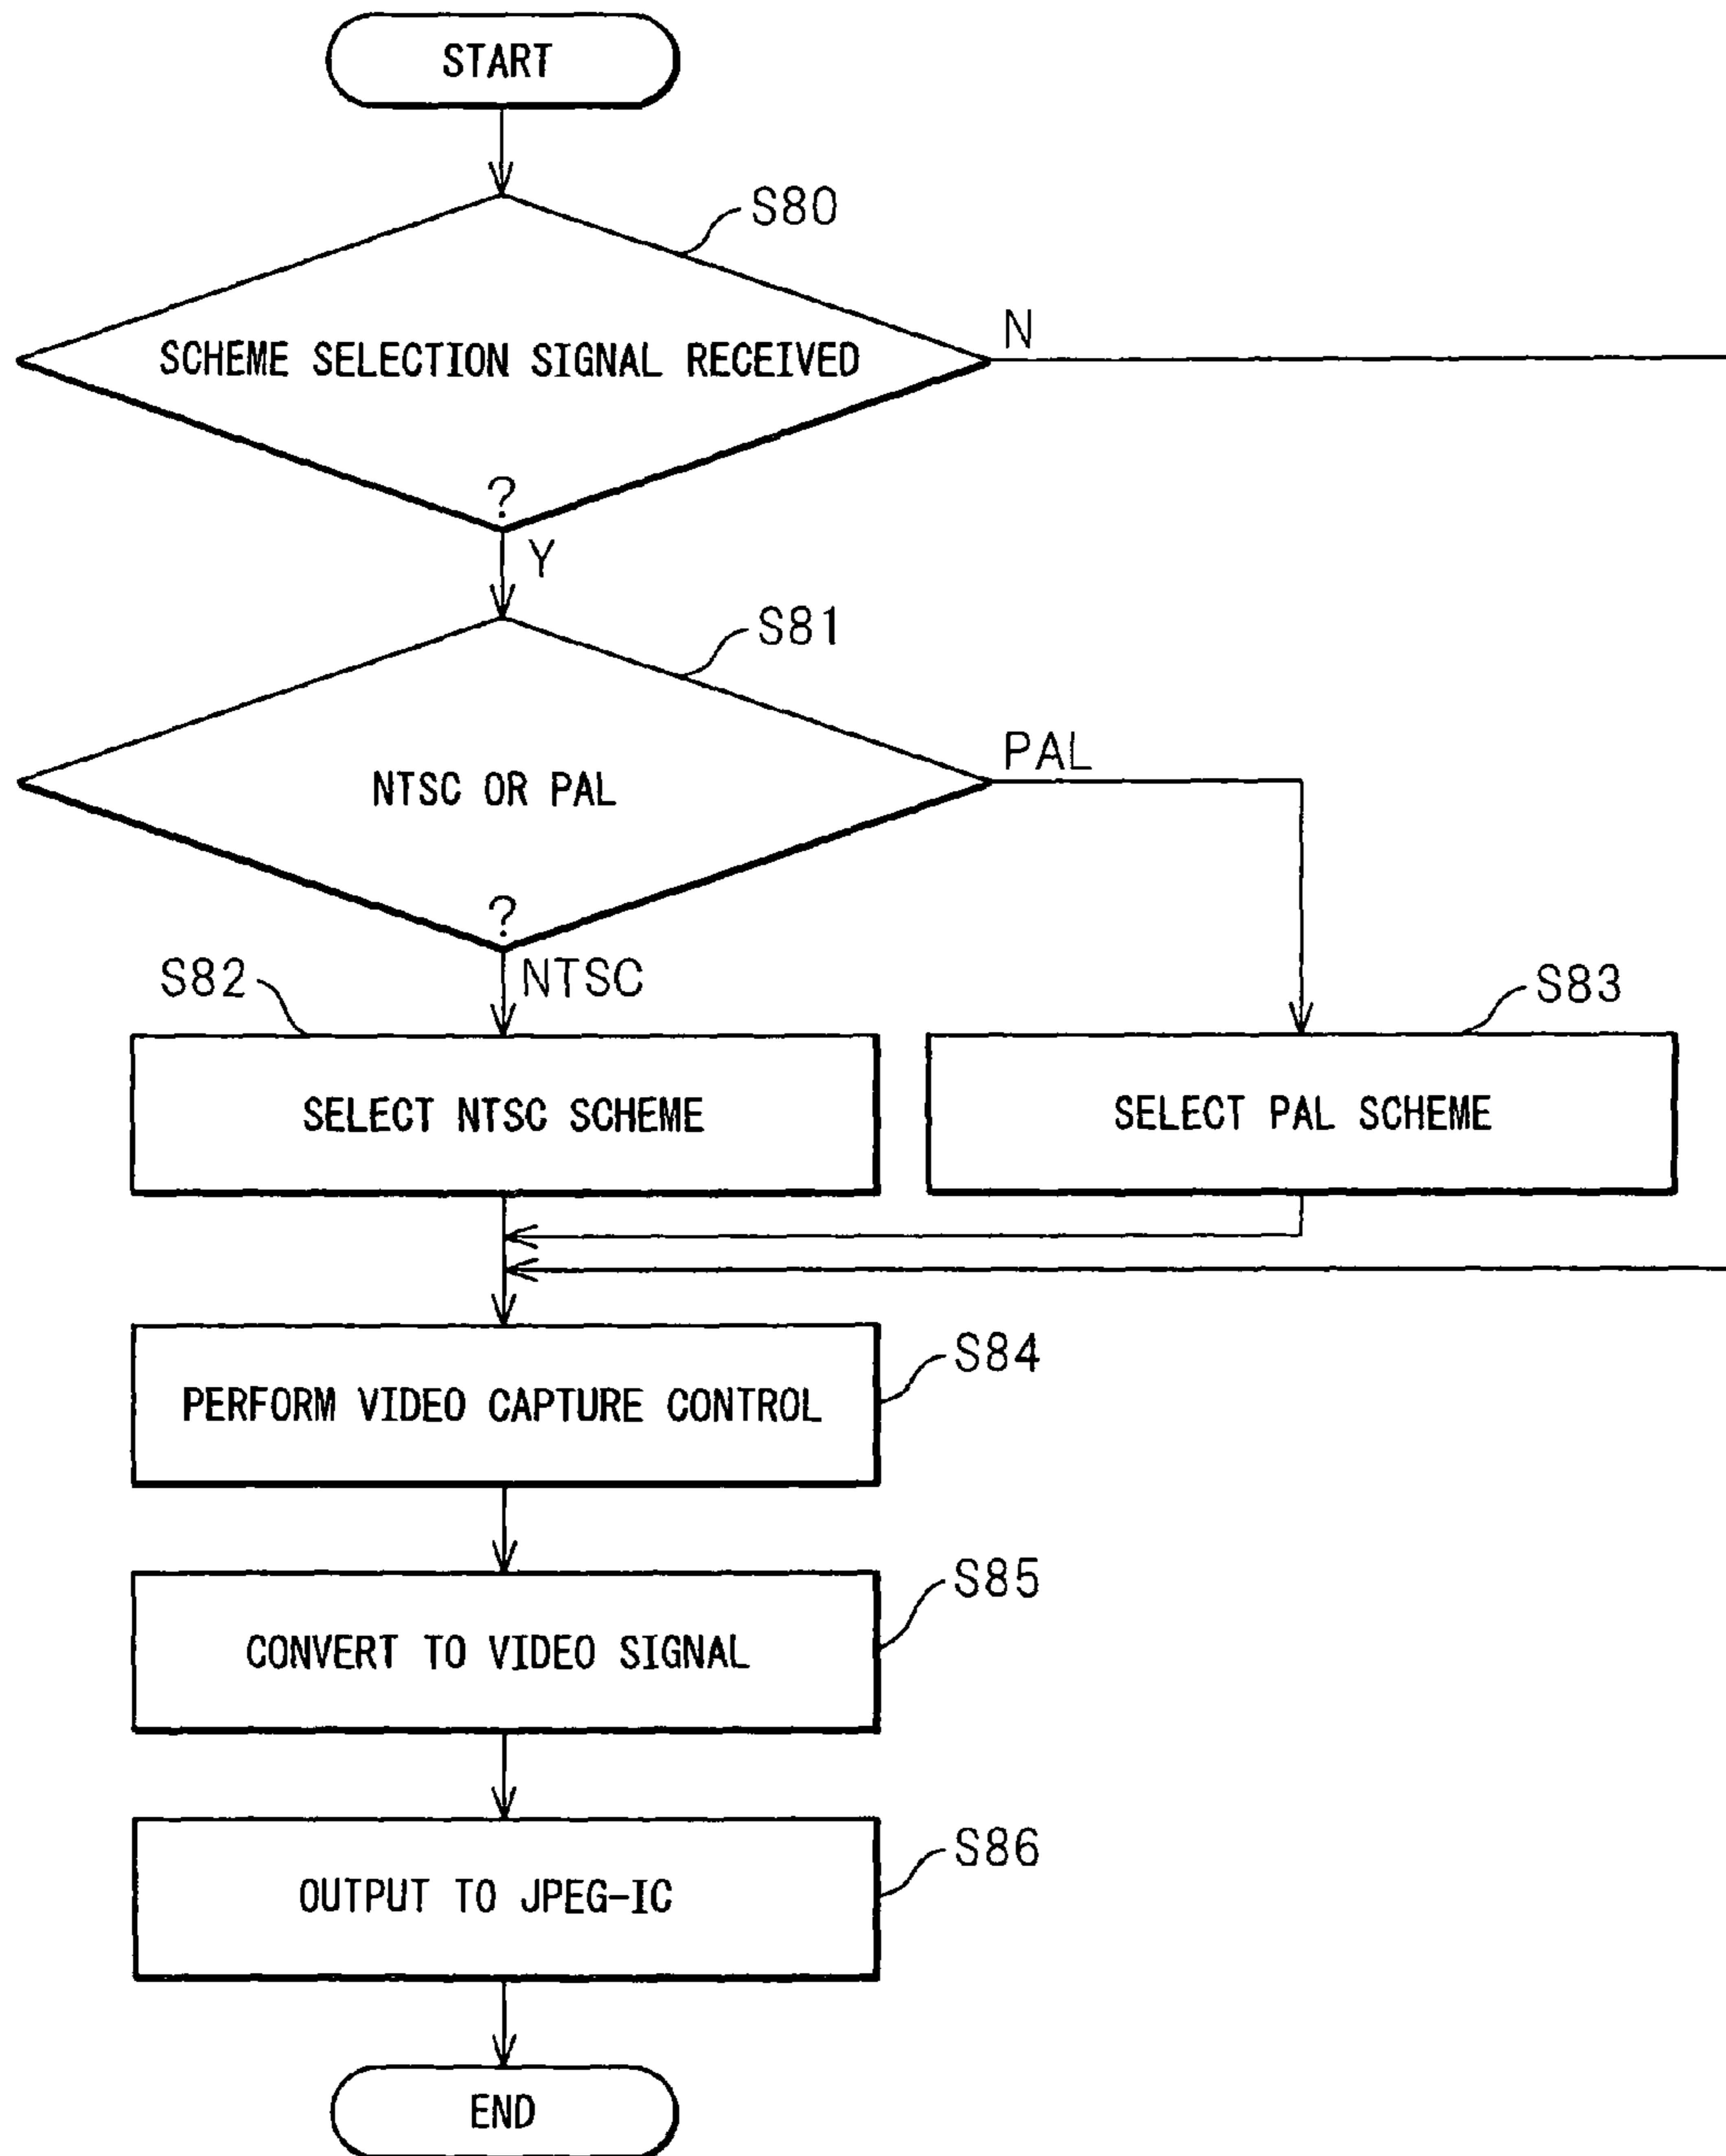 START
S80
SCHEME SELECTION SIGNAL RECEIVED
N
?
Y
S81
NTSC OR PAL
PAL
?
NTSC
S82
S83
SELECT NTSC SCHEME
SELECT PAL SCHEME
S84
PERFORM VIDEO CAPTURE CONTROL
S85
CONVERT TO VIDEO SIGNAL
S86
OUTPUT TO JPEG-IC
END